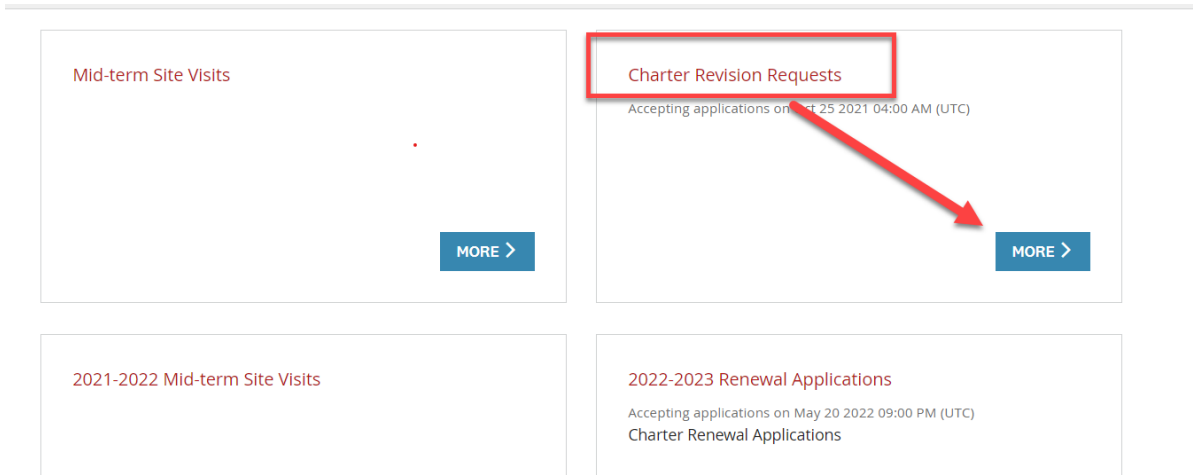 Mid-term Site Visits
MORE
Charter Revision Requests
Accepting applications on 25 2021 04:00 AM (UTC)
MORE
2021-2022 Mid-term Site Visits
2022-2023 Renewal Applications
Accepting applications on May 20 2022 09:00 PM (UTC)
Charter Renewal Applications